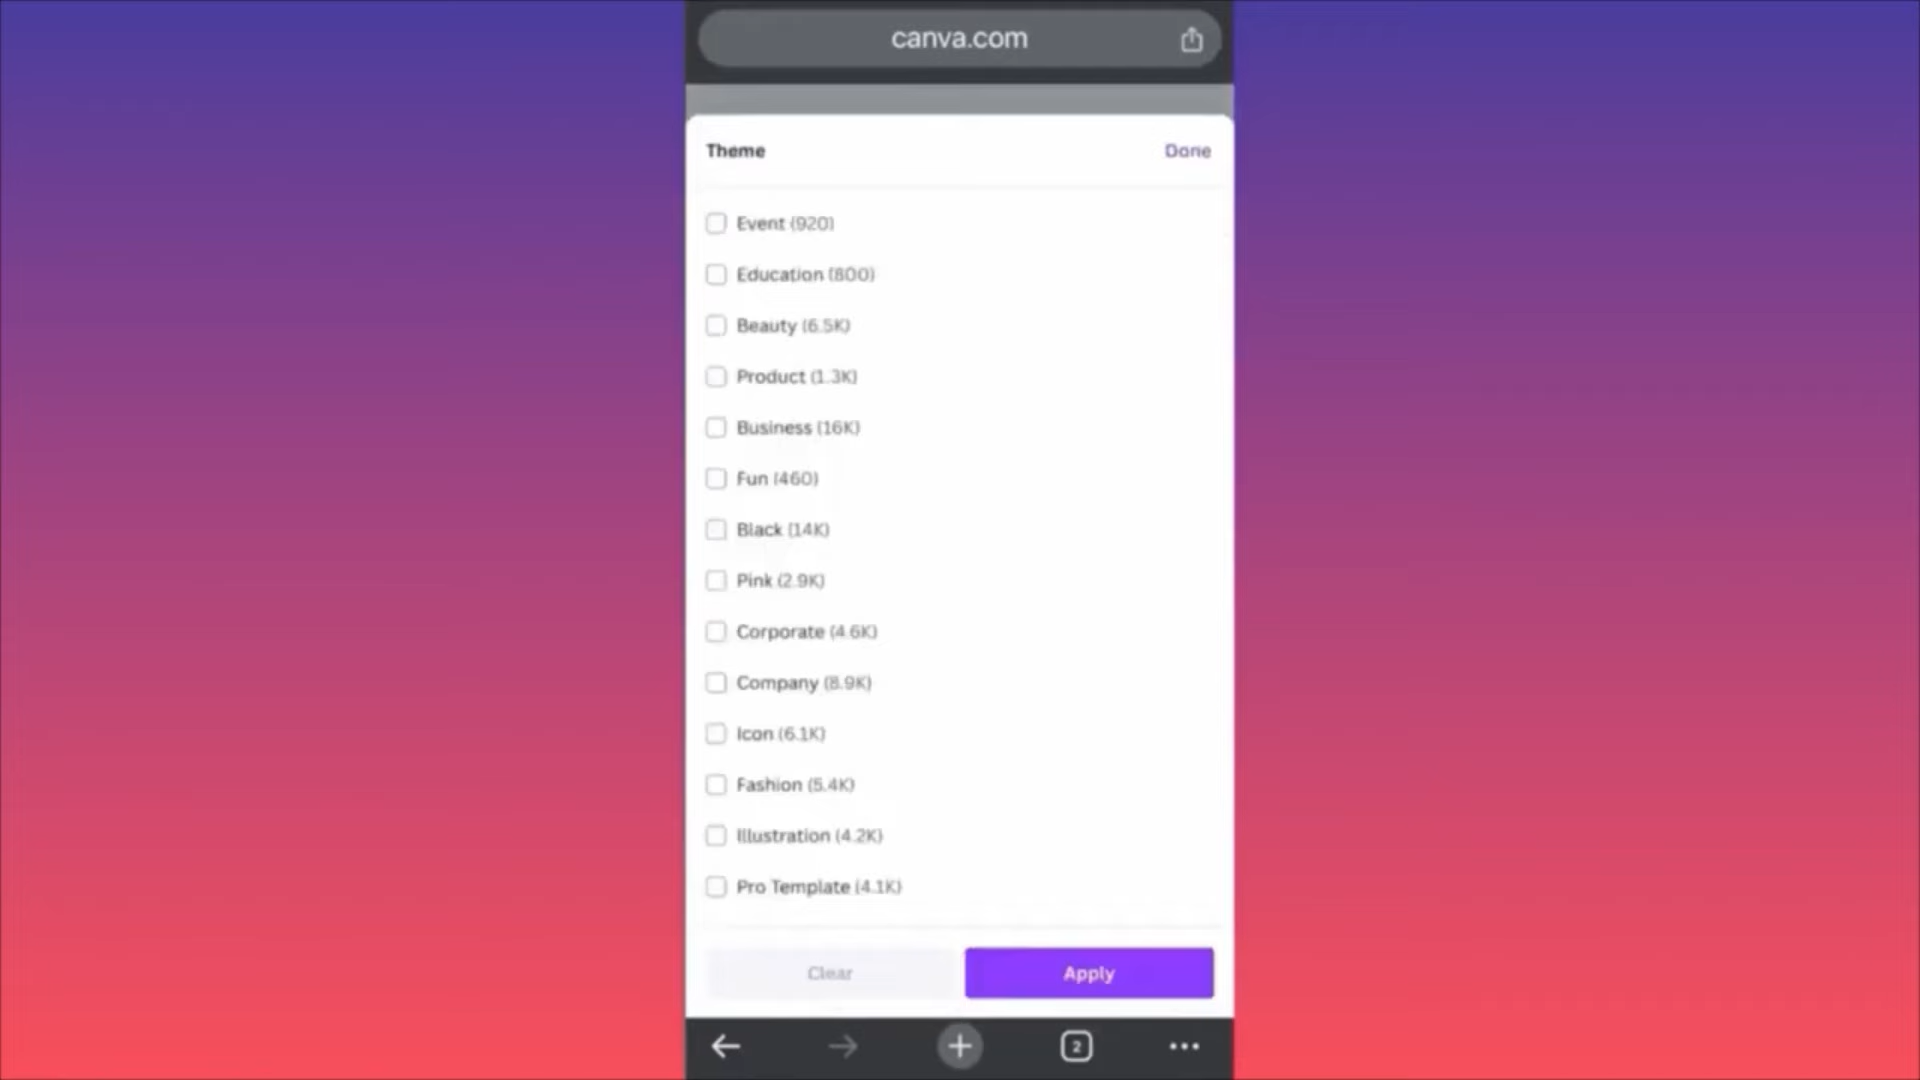 canva.com
Theme
Done
Event (920)
Education (800)
Beauty (6.5K)
Product (1.3K)
Business (16K)
Fun (460)
Black (14K)
Pink (2.9K)
Corporate (4.6K)
Company (8.9K)
Icon (6.1K)
Fashion (5.4K)
Illustration (4.2K)
Pro Template (4.1K)
Clear
Apply
2